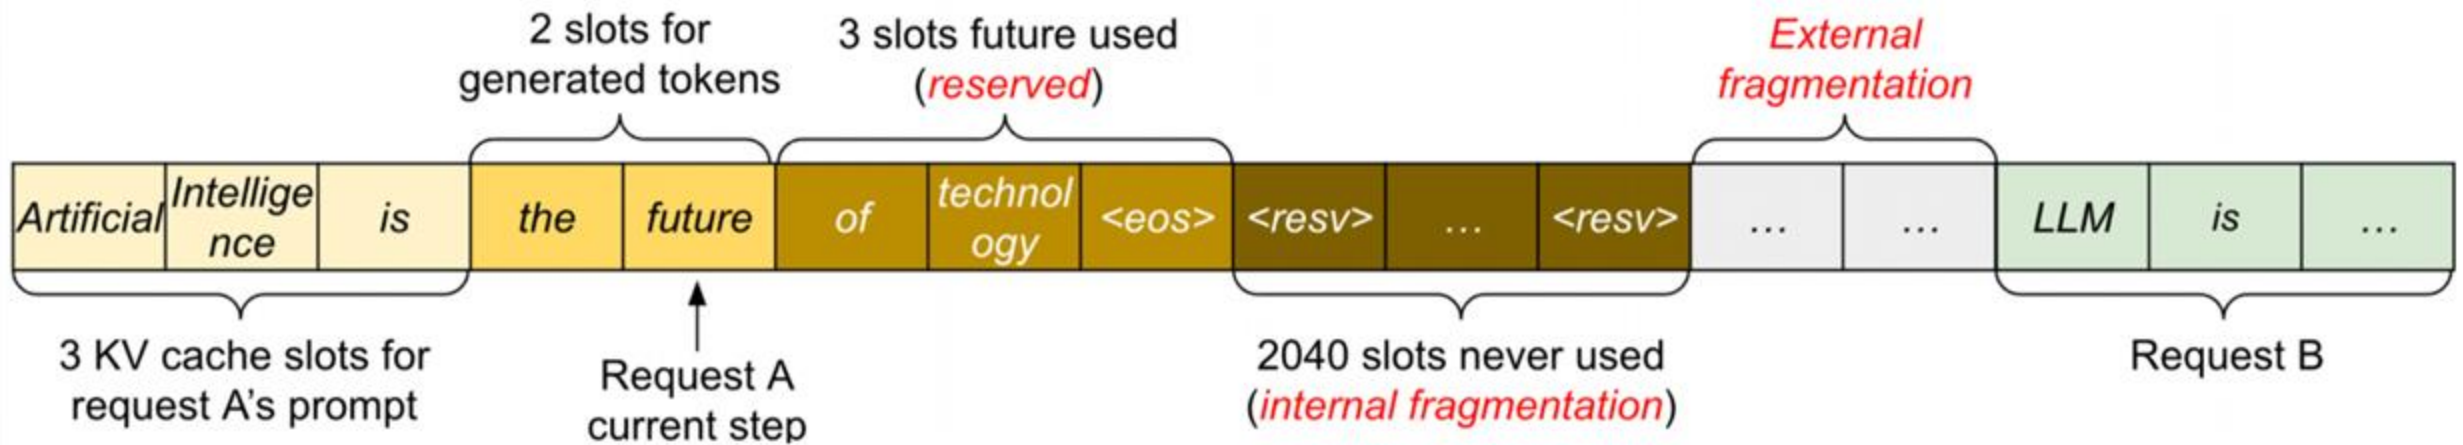 2 slots for
generated tokens
3 slots future used
(reserved)
External
fragmentation
Artificial
Intellige
nce
is
the
future
of
technol
ogy
<eos>
<resv>
...
<resv>
...
...
LLM
is
...
3 KV cache slots for
request A's prompt
Request A
current step
2040 slots never used
(internal fragmentation)
Request B